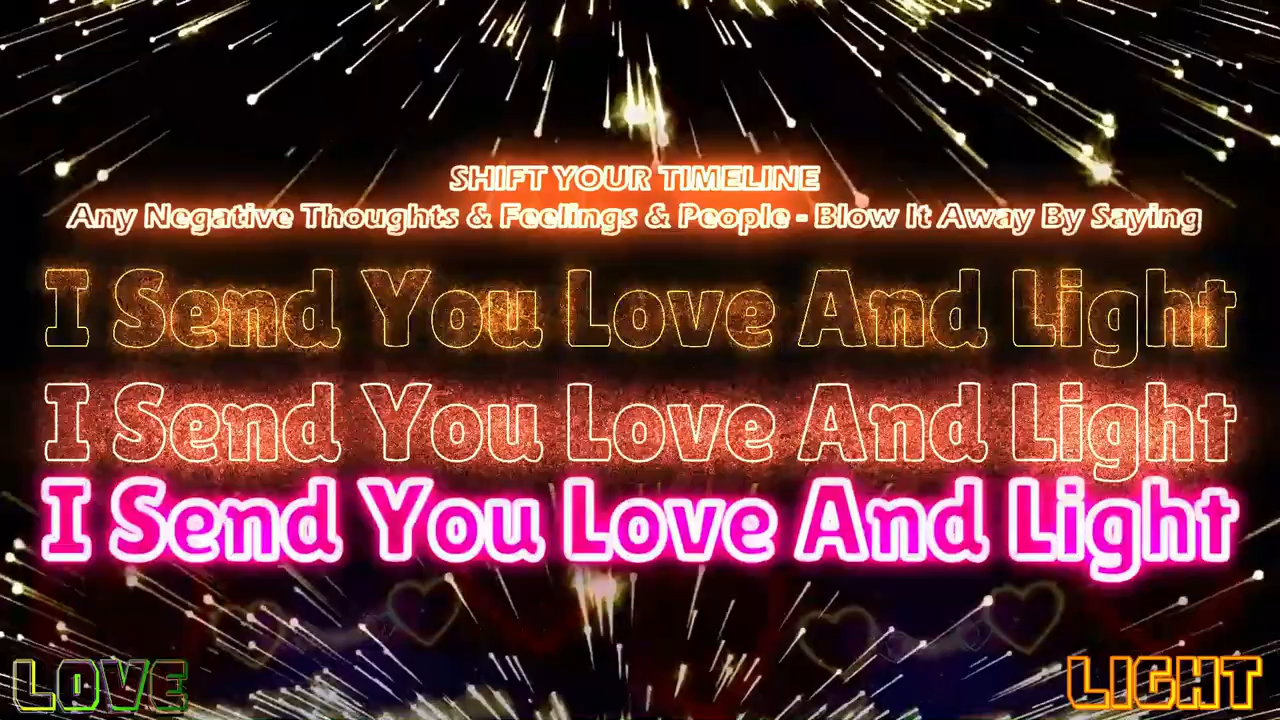 SHIFT YOUR TIMELINE
Any Negative Thoughts & Feelings & People - Blow It Away By Saying
I Send You Love And Light
I Send You Love And Light
I Send You Love And Light
LOVE
LIGHT